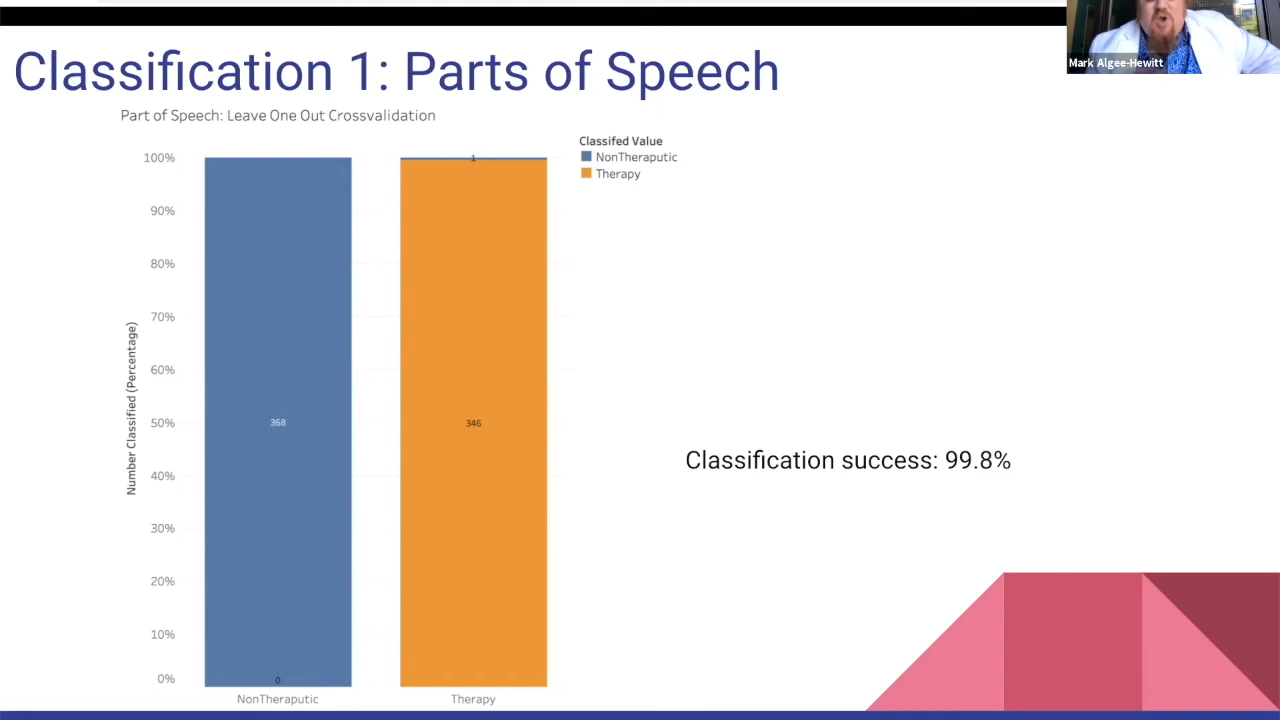 Mark Algee-Hewitt
Classification 1: Parts of Speech
Part of Speech: Leave One Out Crossvalidation
Classifed Value
NonTheraputic
Therapy
Number Classified (Percentage)
100%
90%
80%
70%
60%
50%
40%
30%
20%
10%
0%
368
0
1
346
NonTheraputic
Therapy
Classification success: 99.8%